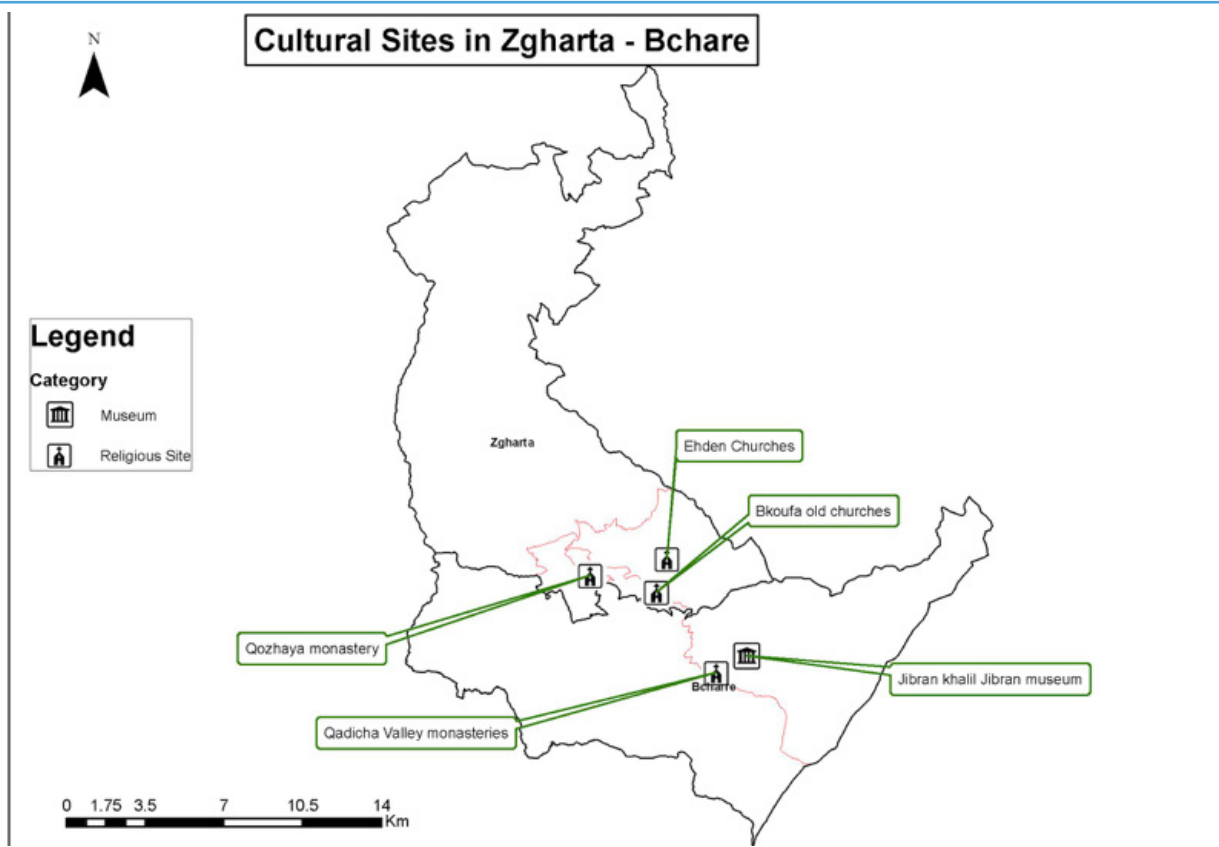 N
Cultural Sites in Zgharta - Bchare
Legend
Category
Museum
Religious Site
Zgharta
Ehden Churches
Bkoufa old churches
Qozhaya monastery
Jibran khalil Jibran museum
Bcharre
Qadicha Valley monasteries
0 1.75 3.5 7 10.5 14
Km